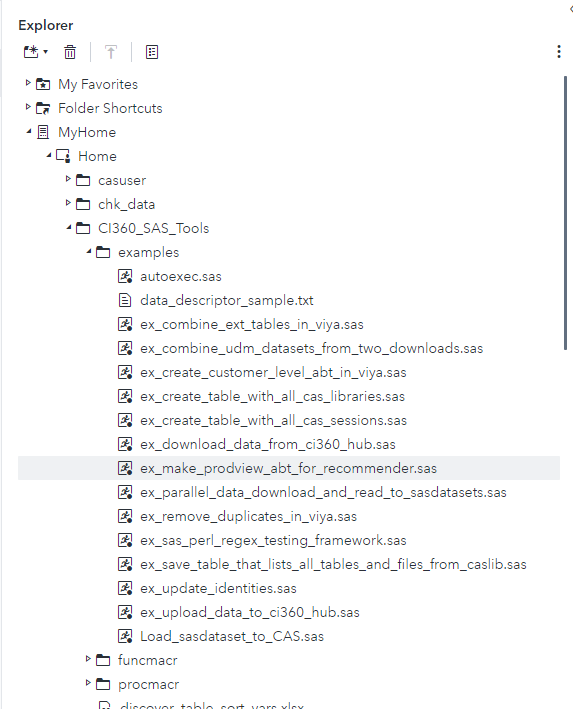 Explorer
My Favorites
Folder Shortcuts
MyHome
Home
casuser
chk_data
CI360_SAS_Tools
examples
autoexec.sas
data_descriptor_sample.txt
ex_combine_ext_tables_in_viya.sas
ex_combine_udm_datasets_from_two_downloads.sas
ex_create_customer_level_abt_in_viya.sas
ex_create_table_with_all_cas_libraries.sas
ex_create_table_with_all_cas_sessions.sas
ex_download_data_from_ci360_hub.sas
ex_make_prodview_abt_for_recommender.sas
ex_parallel_data_download_and_read_to_sasdatasets.sas
ex_remove_duplicates_in_viya.sas
ex_sas_perl_regex_testing_framework.sas
ex_save_table_that_lists_all_tables_and_files_from_caslib.sas
ex_update_identities.sas
ex_upload_data_to_ci360_hub.sas
Load_sasdataset_to_CAS.sas
funcmacr
procmacr
discover_table_sort_vars.xlsx